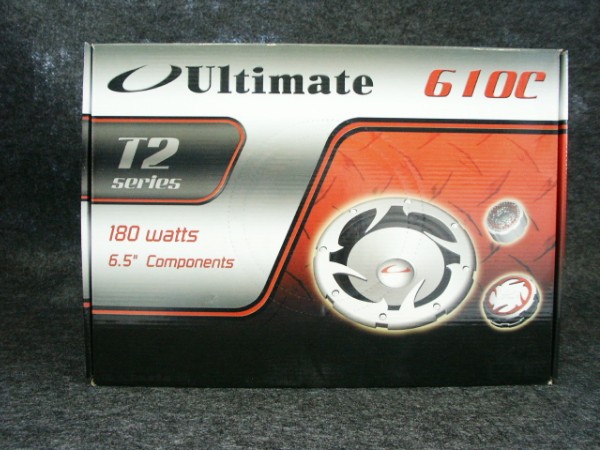 Ultimate 610C
T2
series
180 watts
6.5" Components